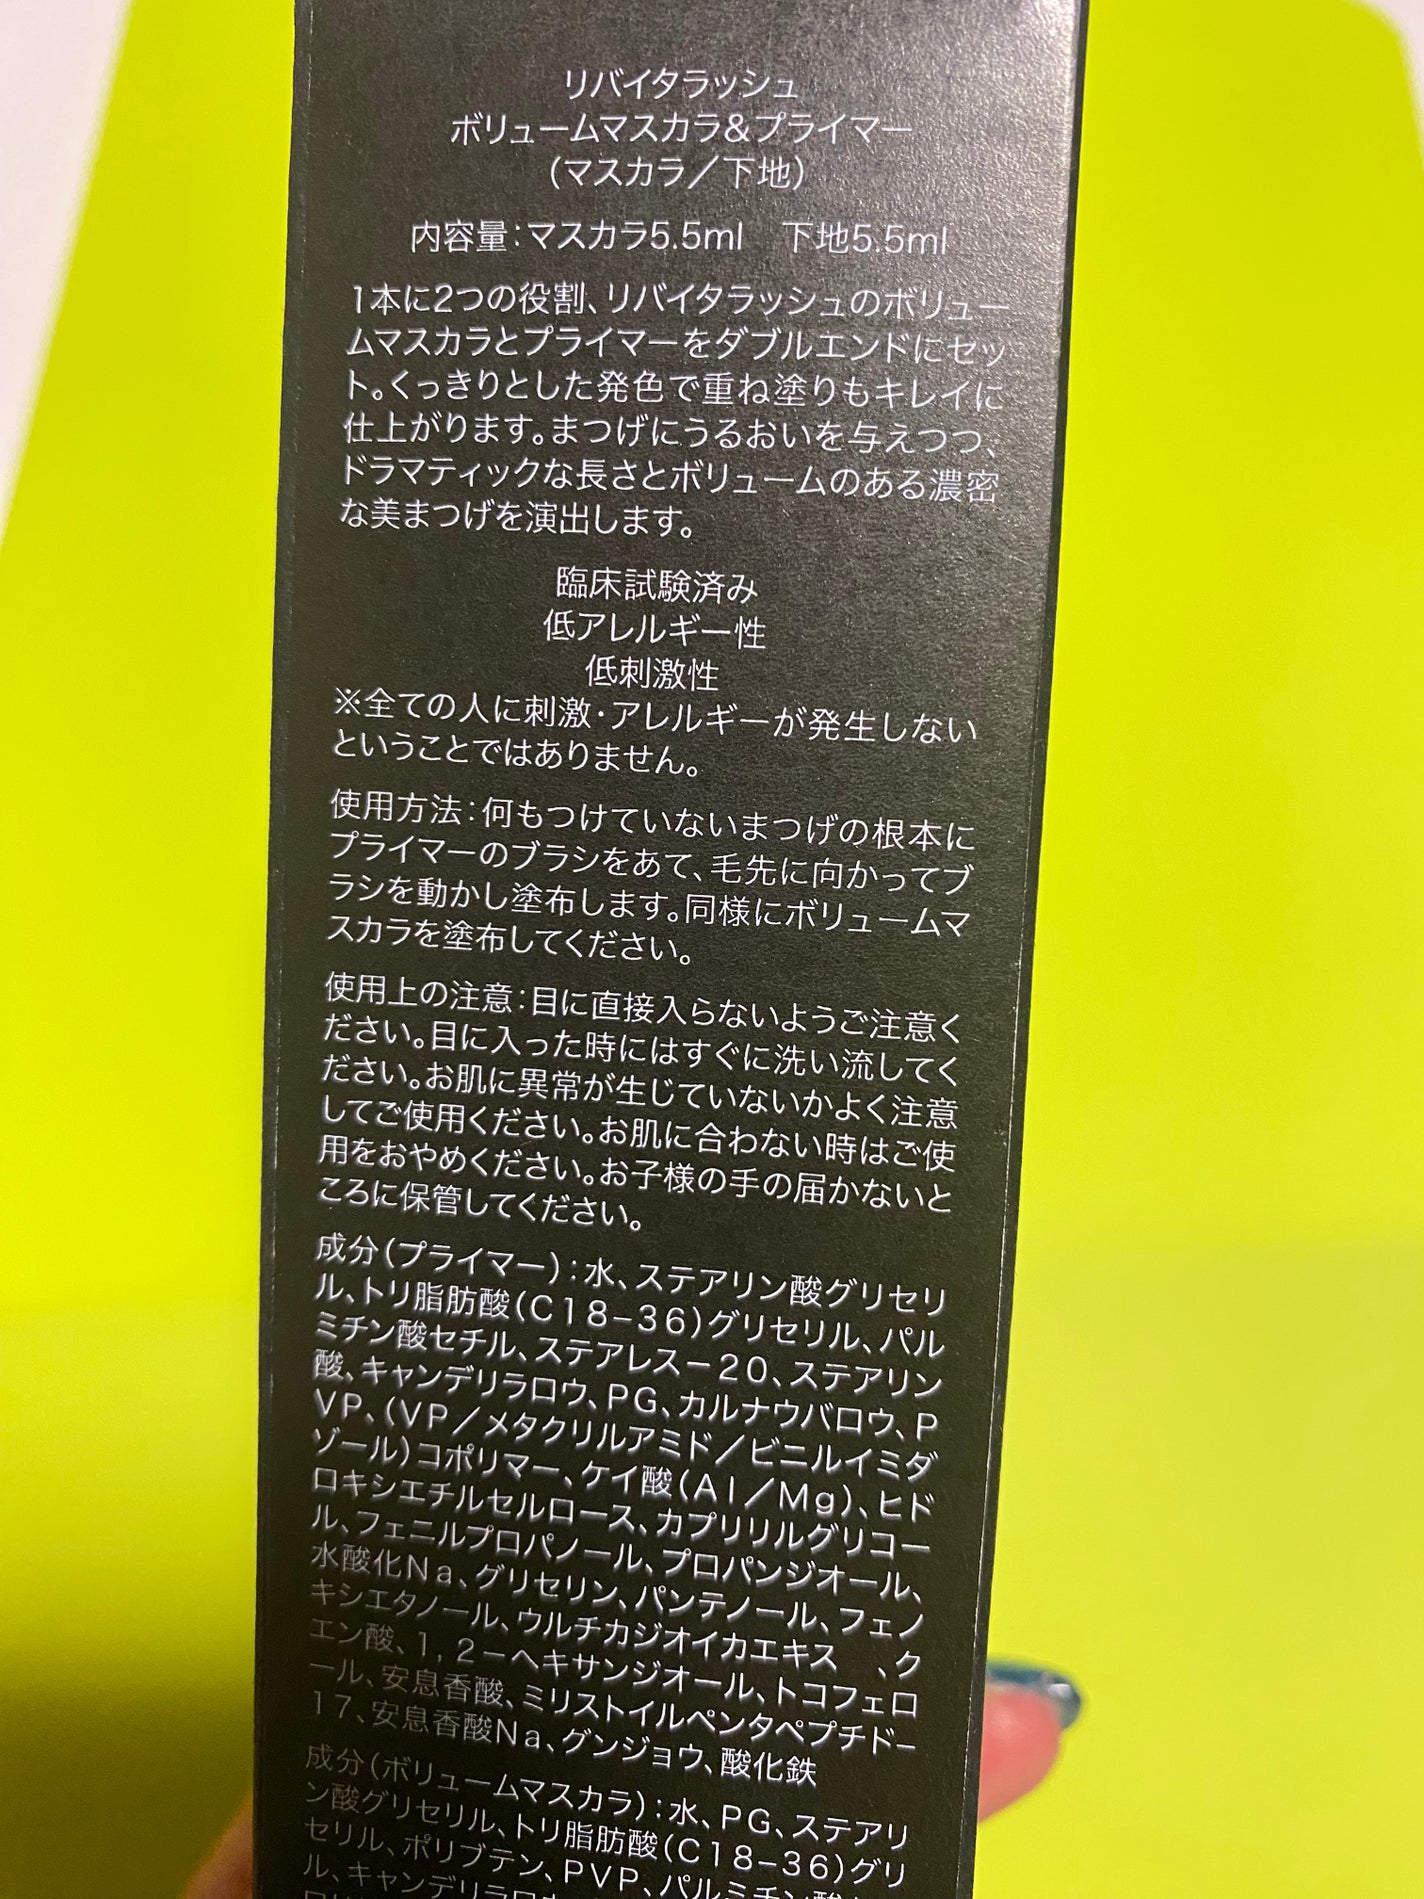 リバイタラッシュ
ボリュームマスカラ&プライマー
(マスカラ／下地)
内容量:マスカラ5.5ml　下地5.5ml
1本に2つの役割、リバイタラッシュのボリュー
ムマスカラとプライマーをダブルエンドにセッ
ト。くっきりとした発色で重ね塗りもキレイに
仕上がります。まつげにうるおいを与えつつ、
ドラマティックな長さとボリュームのある濃密
な美まつげを演出します。
臨床試験済み
低アレルギー性
低刺激性
※全ての人に刺激・アレルギーが発生しない
ということではありません。
使用方法:何もつけていないまつげの根本に
プライマーのブラシをあて、毛先に向かってブ
ラシを動かし塗布します。同様にボリュームマ
スカラを塗布してください。
使用上の注意:目に直接入らないようご注意く
ださい。目に入った時にはすぐに洗い流してく
ださい。お肌に異常が生じていないかよく注意
してご使用ください。お肌に合わない時はご使
用をおやめください。お子様の手の届かないと
ころに保管してください。
成分(プライマー):水、ステアリン酸グリセリ
ル、トリ脂肪酸(C18-36)グリセリル、パル
ミチン酸セチル、ステアレスー20、ステアリン
酸、キャンデリラロウ、PG、カルナウバロウ、P
VP、(VP／メタクリルアミド／ビニルイミダ
ゾール)コポリマー、ケイ酸(Al／Mg)、ヒド
ロキシエチルセルロース、カプリリルグリコー
ル、フェニルプロパノール、プロパンジオール、
水酸化Na、グリセリン、パンテノール、フェノ
キシエタノール、ウルチカジオイカエキス　、ク
エン酸、1，2ーヘキサンジオール、トコフェロ
ール、安息香酸、ミリストイルペンタペプチドー
17、安息香酸Na、グンジョウ、酸化鉄
成分(ボリュームマスカラ):水、PG、ステアリ
ン酸グリセリル、トリ脂肪酸(C18-36)グリ
セリル、ポリブテン、PVP、パルミチン酸
ル、キャンデリラロウ